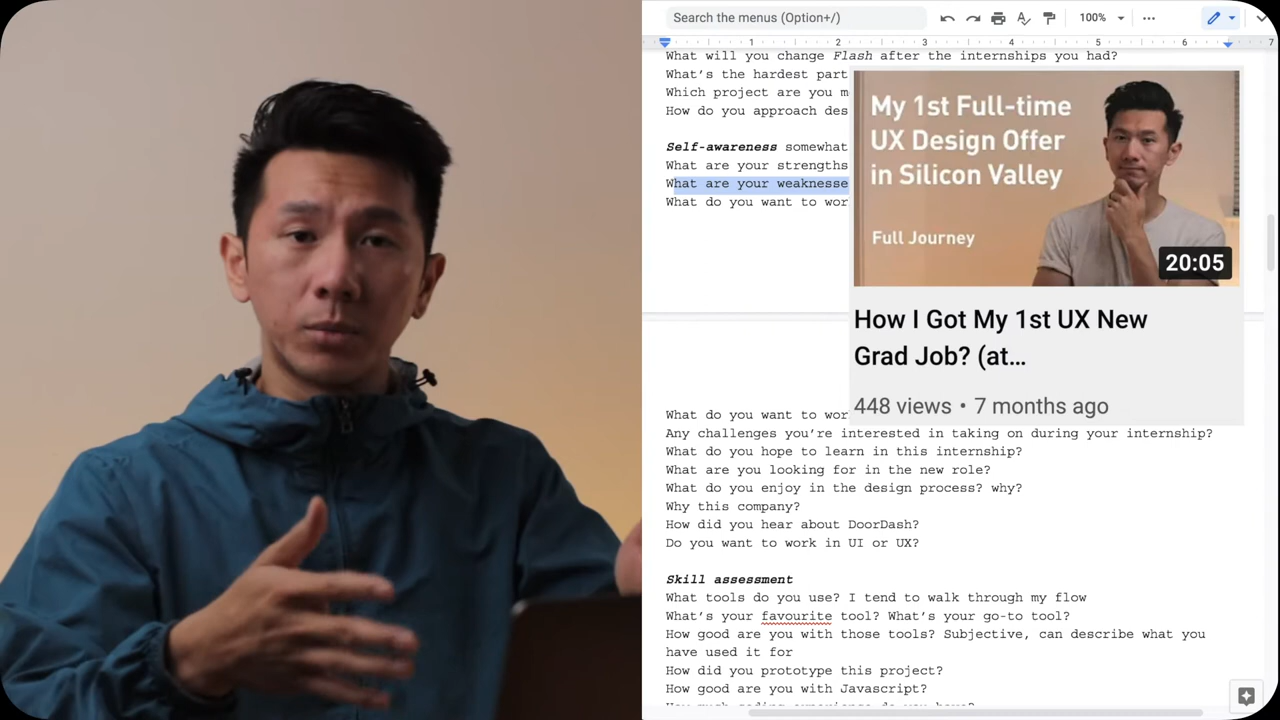 Search the menus (Option+/)
100%
1 2 3 4 5 6 7
What will you change Flash after the internships you had?
What's the hardest part
Which project are you m
How do you approach des
Self-awareness somewhat
What are your strengths
What are your weaknesse
What do you want to wor
My 1st Full-time
UX Design Offer
in Silicon Valley
Full Journey
20:05
How I Got My 1st UX New
Grad Job? (at...
448 views • 7 months ago
What do you want to wor
Any challenges you're interested in taking on during your internship?
What do you hope to learn in this internship?
What are you looking for in the new role?
What do you enjoy in the design process? why?
Why this company?
How did you hear about DoorDash?
Do you want to work in UI or UX?
Skill assessment
What tools do you use? I tend to walk through my flow
What's your favourite tool? What's your go-to tool?
How good are you with those tools? Subjective, can describe what you
have used it for
How did you prototype this project?
How good are you with Javascript?